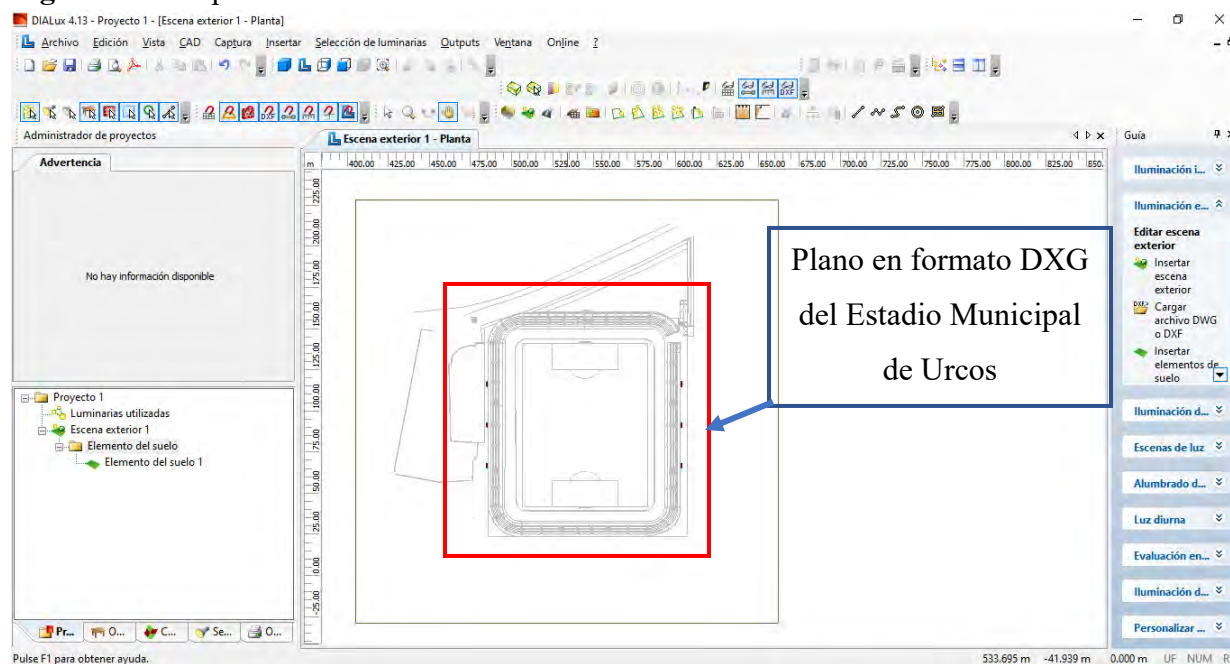 DIALux 4.13 - Proyecto 1 - [Escena exterior 1 - Planta]
Archivo Edición Vista CAD Captura Insertar Selección de luminarias Outputs Ventana Online ?
Administrador de proyectos
Advertencia
No hay información disponible
Proyecto 1
Luminarias utilizadas
Escena exterior 1
Elemento del suelo
Elemento del suelo 1
Pr... O... C... Se... O...
Escena exterior 1 - Planta
m 400.00 425.00 450.00 475.00 500.00 525.00 550.00 575.00 600.00 625.00 650.00 675.00 700.00 725.00 750.00 775.00 800.00 825.00 850.
225.00
200.00
175.00
150.00
125.00
100.00
75.00
50.00
25.00
0.00
-25.00
Plano en formato DXG
del Estadio Municipal
de Urcos
Guía
Iluminación i...
Iluminación e...
Editar escena
exterior
Insertar
escena
exterior
Cargar
archivo DWG
o DXF
Insertar
elementos de
suelo
Iluminación d...
Escenas de luz
Alumbrado d...
Luz diurna
Evaluación en...
Iluminación d...
Personalizar ...
Pulse F1 para obtener ayuda.
533.695 m -41.939 m 0.000 m UF NUM